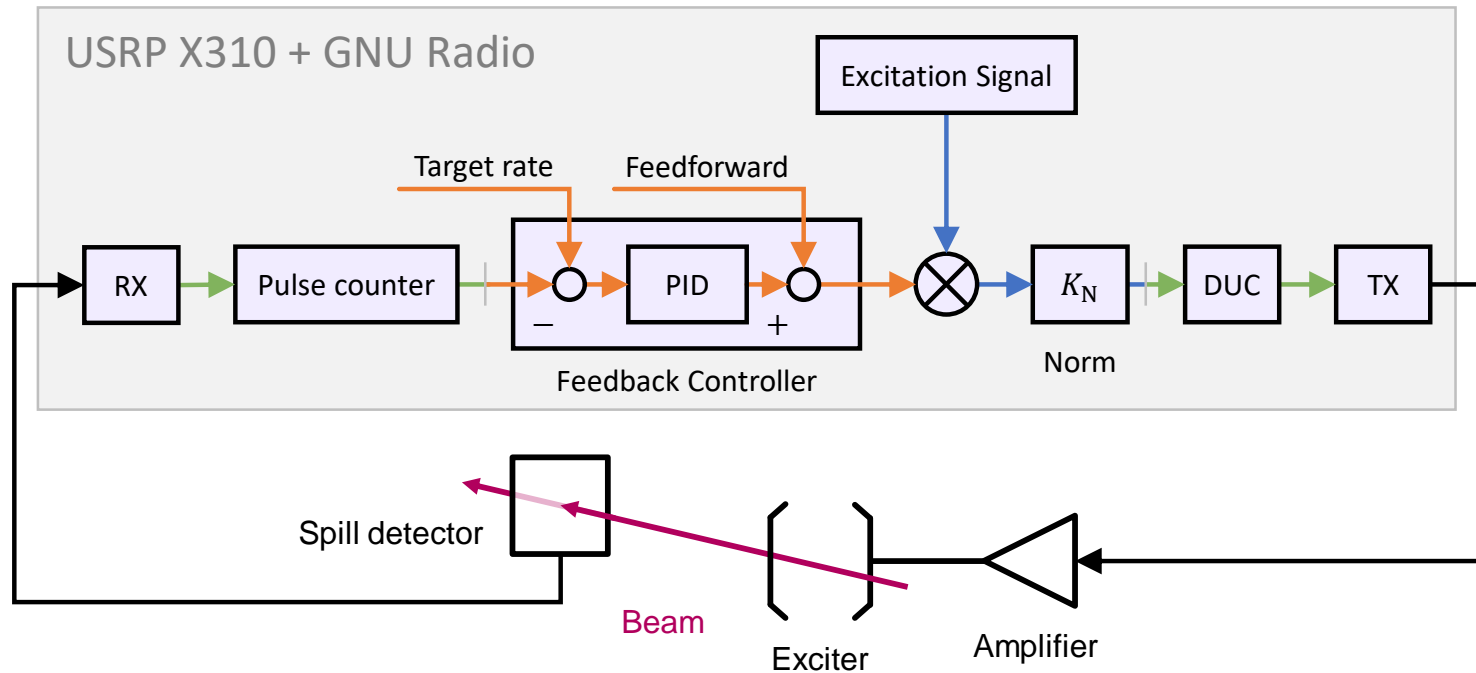 USRP X310 + GNU Radio
Excitation Signal
Target rate
Feedforward
RX
Pulse counter
PID
K_N
DUC
TX
−
+
Feedback Controller
Norm
Spill detector
Beam
Exciter
Amplifier